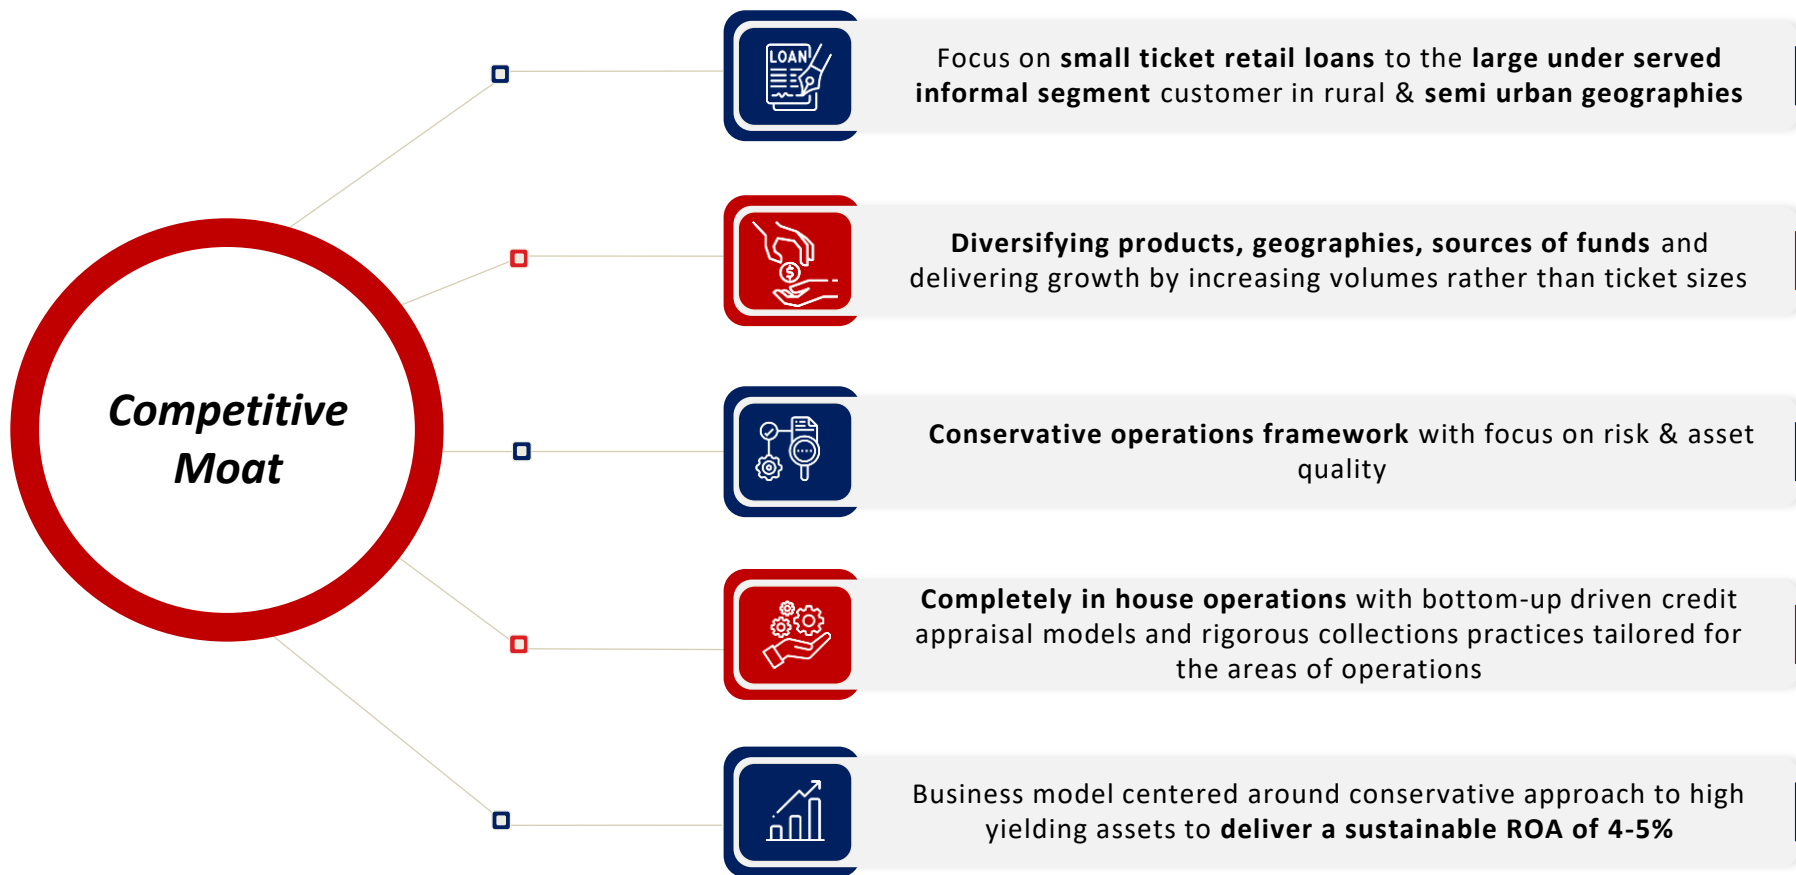 Competitive
Moat
LOAN
Focus on small ticket retail loans to the large under served
informal segment customer in rural & semi urban geographies
$
Diversifying products, geographies, sources of funds and
delivering growth by increasing volumes rather than ticket sizes
Conservative operations framework with focus on risk & asset
quality
Completely in house operations with bottom-up driven credit
appraisal models and rigorous collections practices tailored for
the areas of operations
Business model centered around conservative approach to high
yielding assets to deliver a sustainable ROA of 4-5%